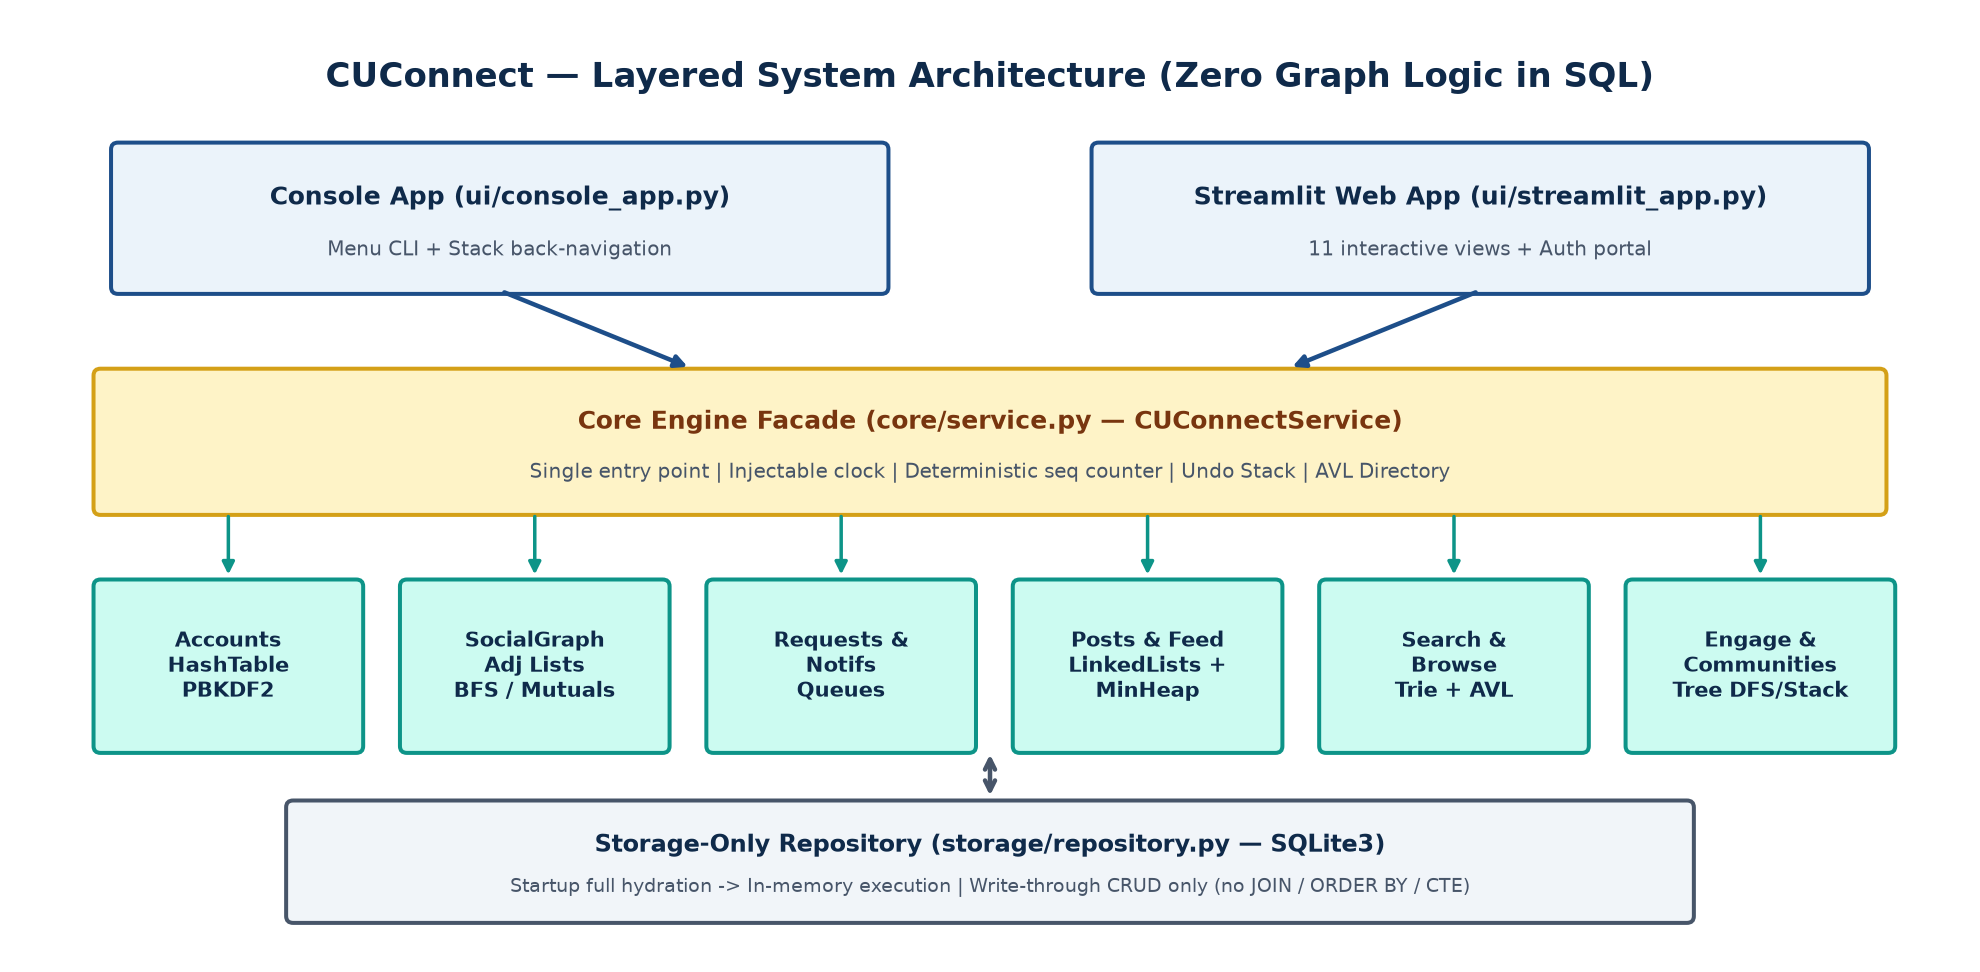 CUConnect — Layered System Architecture (Zero Graph Logic in SQL)
Console App (ui/console_app.py)
Menu CLI + Stack back-navigation
Streamlit Web App (ui/streamlit_app.py)
11 interactive views + Auth portal
Core Engine Facade (core/service.py — CUConnectService)
Single entry point | Injectable clock | Deterministic seq counter | Undo Stack | AVL Directory
Accounts
HashTable
PBKDF2
SocialGraph
Adj Lists
BFS / Mutuals
Requests &
Notifs
Queues
Posts & Feed
LinkedLists +
MinHeap
Search &
Browse
Trie + AVL
Engage &
Communities
Tree DFS/Stack
Storage-Only Repository (storage/repository.py — SQLite3)
Startup full hydration -> In-memory execution | Write-through CRUD only (no JOIN / ORDER BY / CTE)